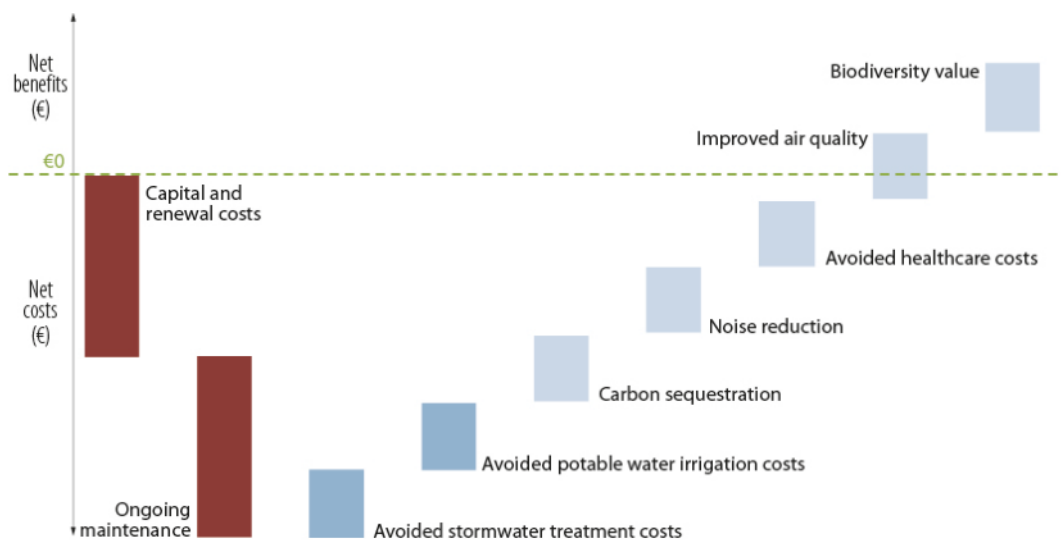 Net
benefits
(€)
€0
Net
costs
(€)
Capital and
renewal costs
Ongoing
maintenance
Avoided stormwater treatment costs
Avoided potable water irrigation costs
Carbon sequestration
Noise reduction
Avoided healthcare costs
Improved air quality
Biodiversity value